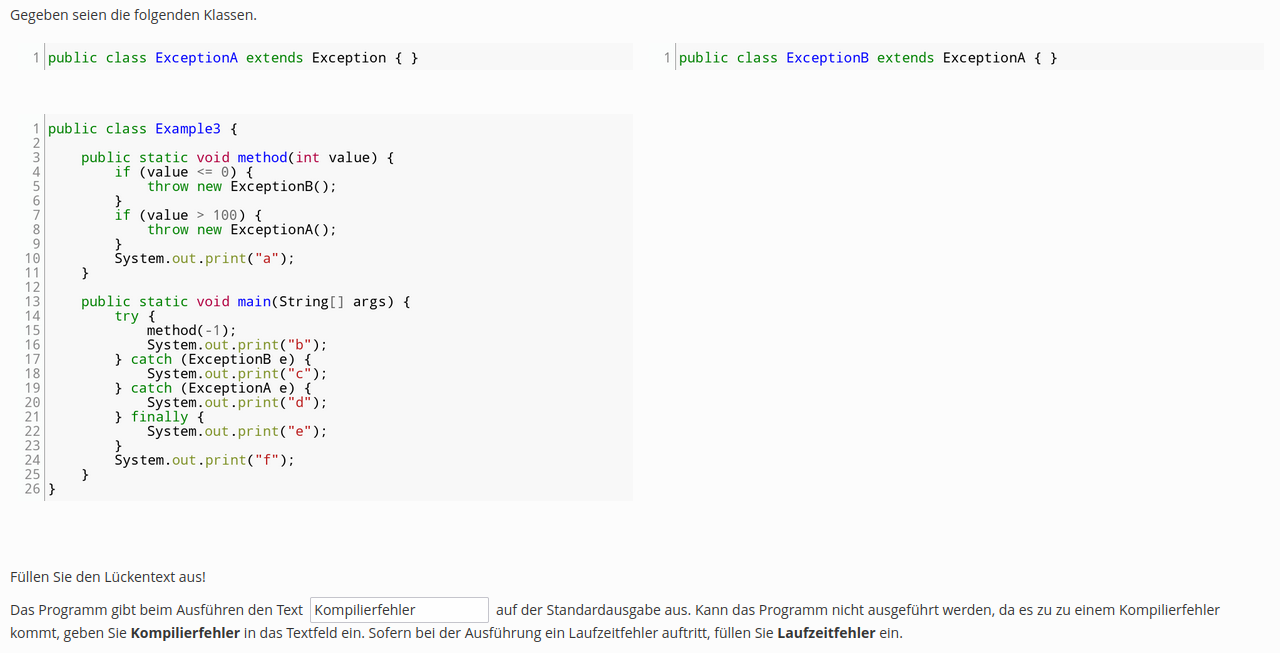 Gegeben seien die folgenden Klassen.
1 public class ExceptionA extends Exception { }
1 public class ExceptionB extends ExceptionA { }
1 public class Example3 {
2
3     public static void method(int value) {
4         if (value <= 0) {
5             throw new ExceptionB();
6         }
7         if (value > 100) {
8             throw new ExceptionA();
9         }
10         System.out.print("a");
11     }
12
13     public static void main(String[] args) {
14         try {
15             method(-1);
16             System.out.print("b");
17         } catch (ExceptionB e) {
18             System.out.print("c");
19         } catch (ExceptionA e) {
20             System.out.print("d");
21         } finally {
22             System.out.print("e");
23         }
24         System.out.print("f");
25     }
26 }
Füllen Sie den Lückentext aus!
Das Programm gibt beim Ausführen den Text Kompilierfehler auf der Standardausgabe aus. Kann das Programm nicht ausgeführt werden, da es zu zu einem Kompilierfehler
kommt, geben Sie Kompilierfehler in das Textfeld ein. Sofern bei der Ausführung ein Laufzeitfehler auftritt, füllen Sie Laufzeitfehler ein.